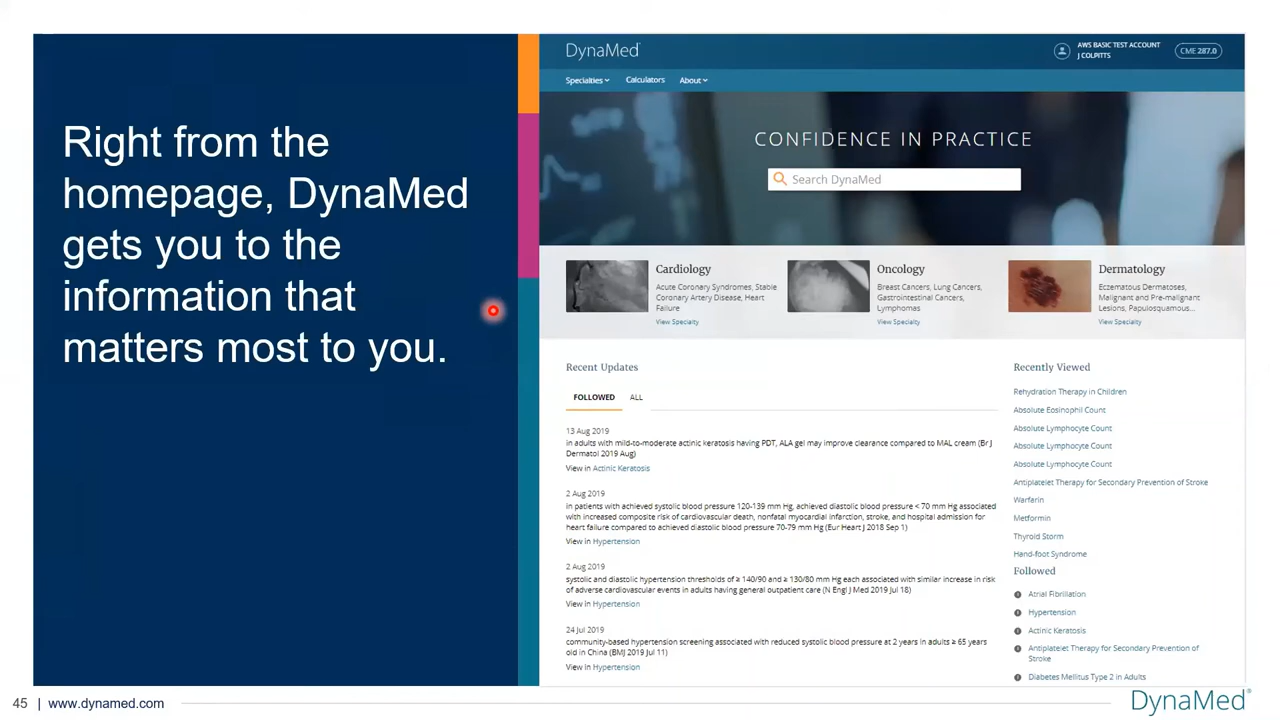 Right from the
homepage, DynaMed
gets you to the
information that
matters most to you.
DynaMed
AWS BASIC TEST ACCOUNT
J COLPITTS
CME 287.0
Specialties
Calculators
About
CONFIDENCE IN PRACTICE
Search DynaMed
Cardiology
Acute Coronary Syndromes, Stable
Coronary Artery Disease, Heart
Failure
View Specialty
Oncology
Breast Cancers, Lung Cancers,
Gastrointestinal Cancers,
Lymphomas
View Specialty
Dermatology
Eczematous Dermatoses,
Malignant and Pre-malignant
Lesions, Papulosquamous...
View Specialty
Recent Updates
FOLLOWED ALL
13 Aug 2019
in adults with mild-to-moderate actinic keratosis having PDT, ALA gel may improve clearance compared to MAL cream (Br J
Dermatol 2019 Aug)
View in Actinic Keratosis
2 Aug 2019
in patients with achieved systolic blood pressure 120-139 mm Hg, achieved diastolic blood pressure < 70 mm Hg associated
with increased composite risk of cardiovascular death, nonfatal myocardial infarction, stroke, and hospital admission for
heart failure compared to achieved diastolic blood pressure 70-79 mm Hg (Eur Heart J 2018 Sep 1)
View in Hypertension
2 Aug 2019
systolic and diastolic hypertension thresholds of ≥ 140/90 and ≥ 130/80 mm Hg each associated with similar increase in risk
of adverse cardiovascular events in adults having general outpatient care (N Engl J Med 2019 Jul 18)
View in Hypertension
24 Jul 2019
community-based hypertension screening associated with reduced systolic blood pressure at 2 years in adults ≥ 65 years
old in China (BMJ 2019 Jul 11)
View in Hypertension
Recently Viewed
Rehydration Therapy in Children
Absolute Eosinophil Count
Absolute Lymphocyte Count
Absolute Lymphocyte Count
Absolute Lymphocyte Count
Antiplatelet Therapy for Secondary Prevention of Stroke
Warfarin
Metformin
Thyroid Storm
Hand-foot Syndrome
Followed
Atrial Fibrillation
Hypertension
Actinic Keratosis
Antiplatelet Therapy for Secondary Prevention of
Stroke
Diabetes Mellitus Type 2 in Adults
45 | www.dynamed.com
DynaMed®